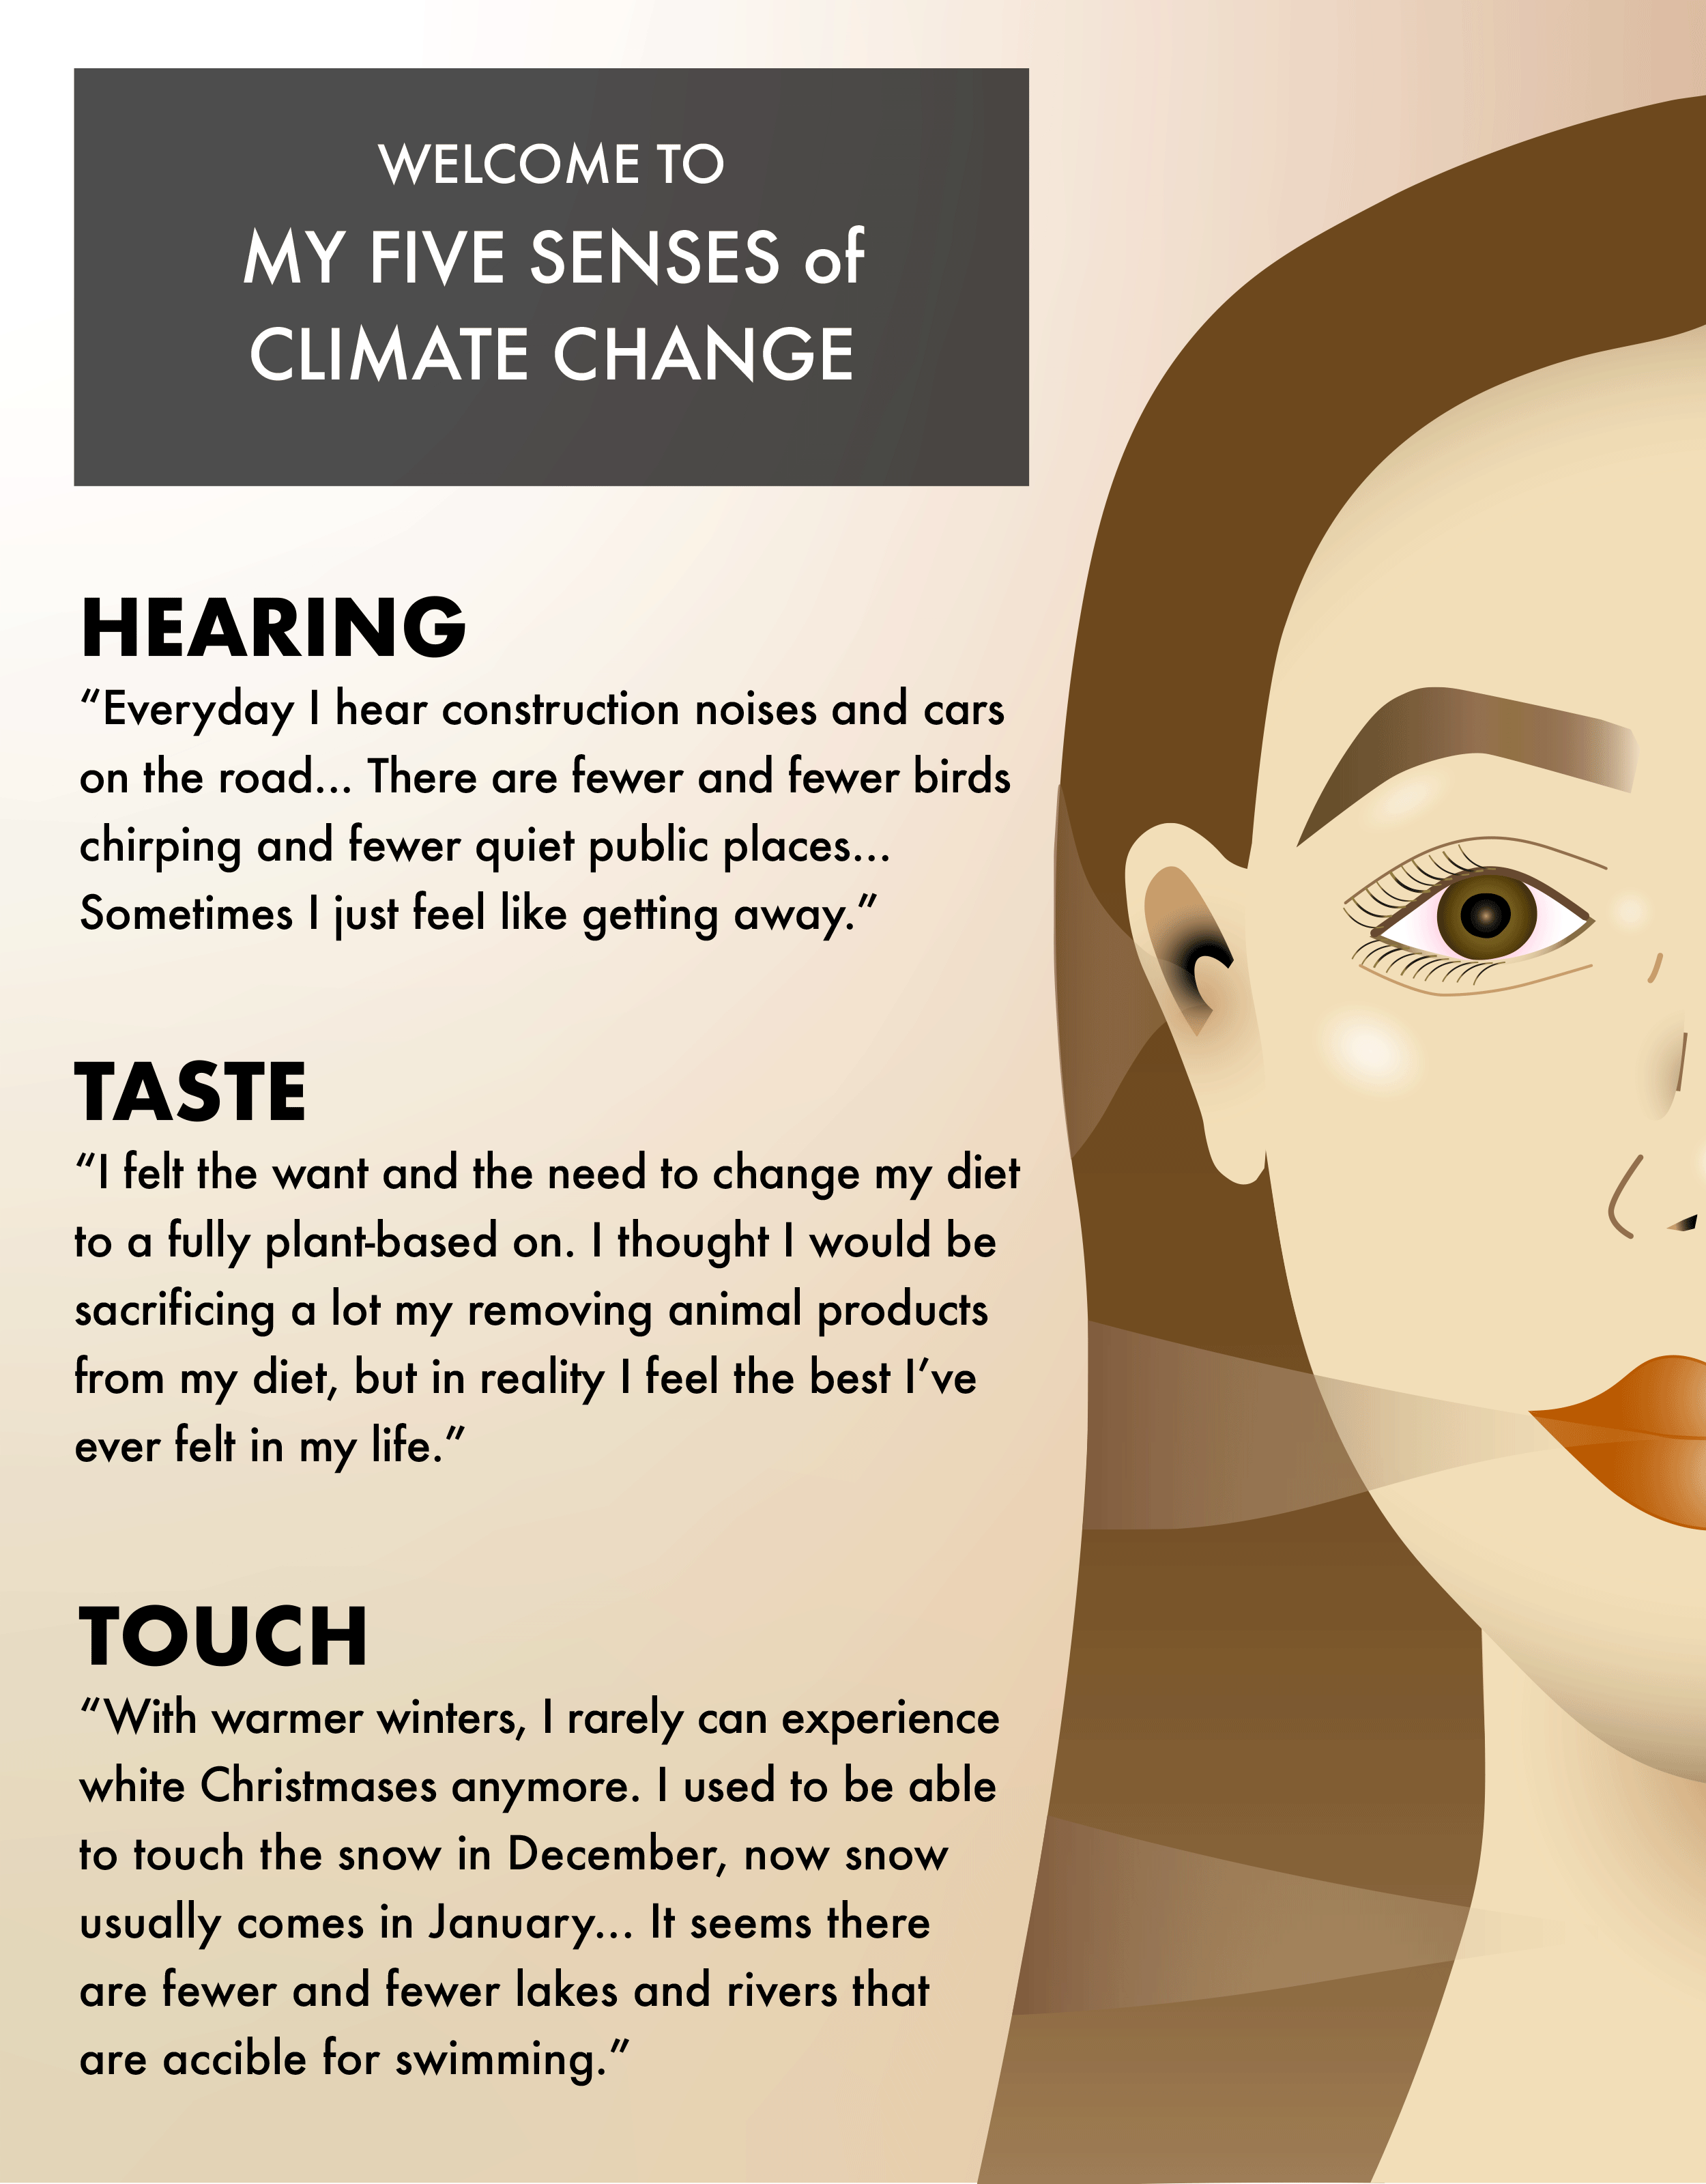 WELCOME TO
MY FIVE SENSES of
CLIMATE CHANGE
HEARING
“Everyday I hear construction noises and cars
on the road... There are fewer and fewer birds
chirping and fewer quiet public places...
Sometimes I just feel like getting away.”
TASTE
“I felt the want and the need to change my diet
to a fully plant-based on. I thought I would be
sacrificing a lot my removing animal products
from my diet, but in reality I feel the best I’ve
ever felt in my life.”
TOUCH
“With warmer winters, I rarely can experience
white Christmases anymore. I used to be able
to touch the snow in December, now snow
usually comes in January... It seems there
are fewer and fewer lakes and rivers that
are accible for swimming.”